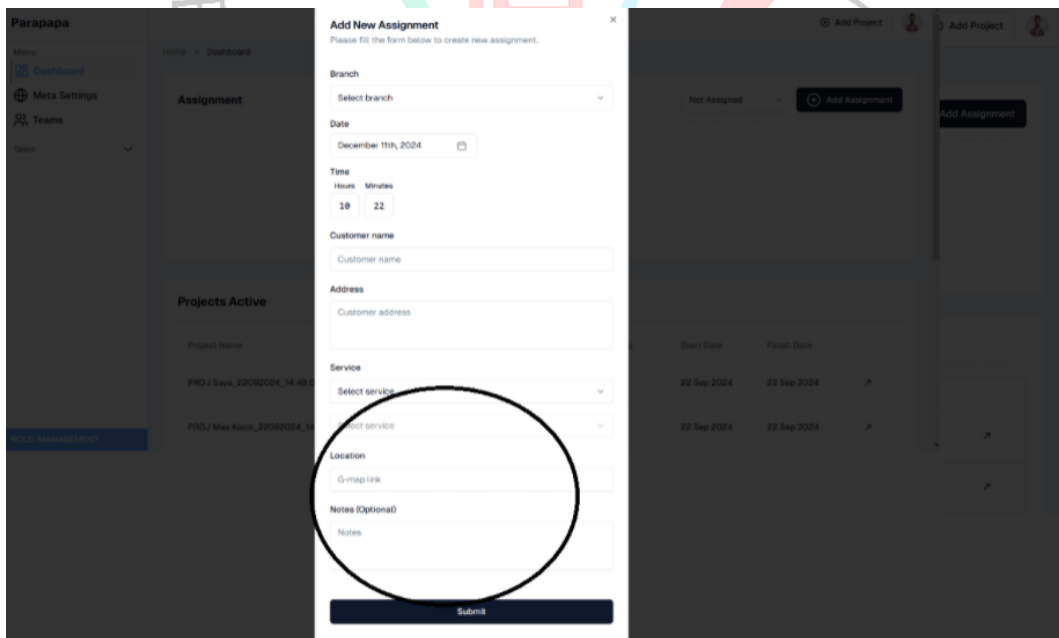 Parapapa
Add New Assignment
Please fill the form below to create new assignment.
Add Project
Add Project
Menu
Home > Dashboard
Dashboard
Branch
Meta Settings
Assignment
Select branch
Not Assigned
Add Assignment
Add Assignment
Teams
Date
December 11th, 2024
Team
Time
Hours Minutes
10 22
Customer name
Customer name
Address
Projects Active
Customer address
Project Name
Start Date
Finish Date
Service
PROJ Saya_22092024_14:48:0
Select service
22 Sep 2024
22 Sep 2024
PROJ Mas Koco_22092024_14
Select service
22 Sep 2024
22 Sep 2024
ROLE: MANAGEMENT
Location
G-map link
Notes (Optional)
Notes
Submit